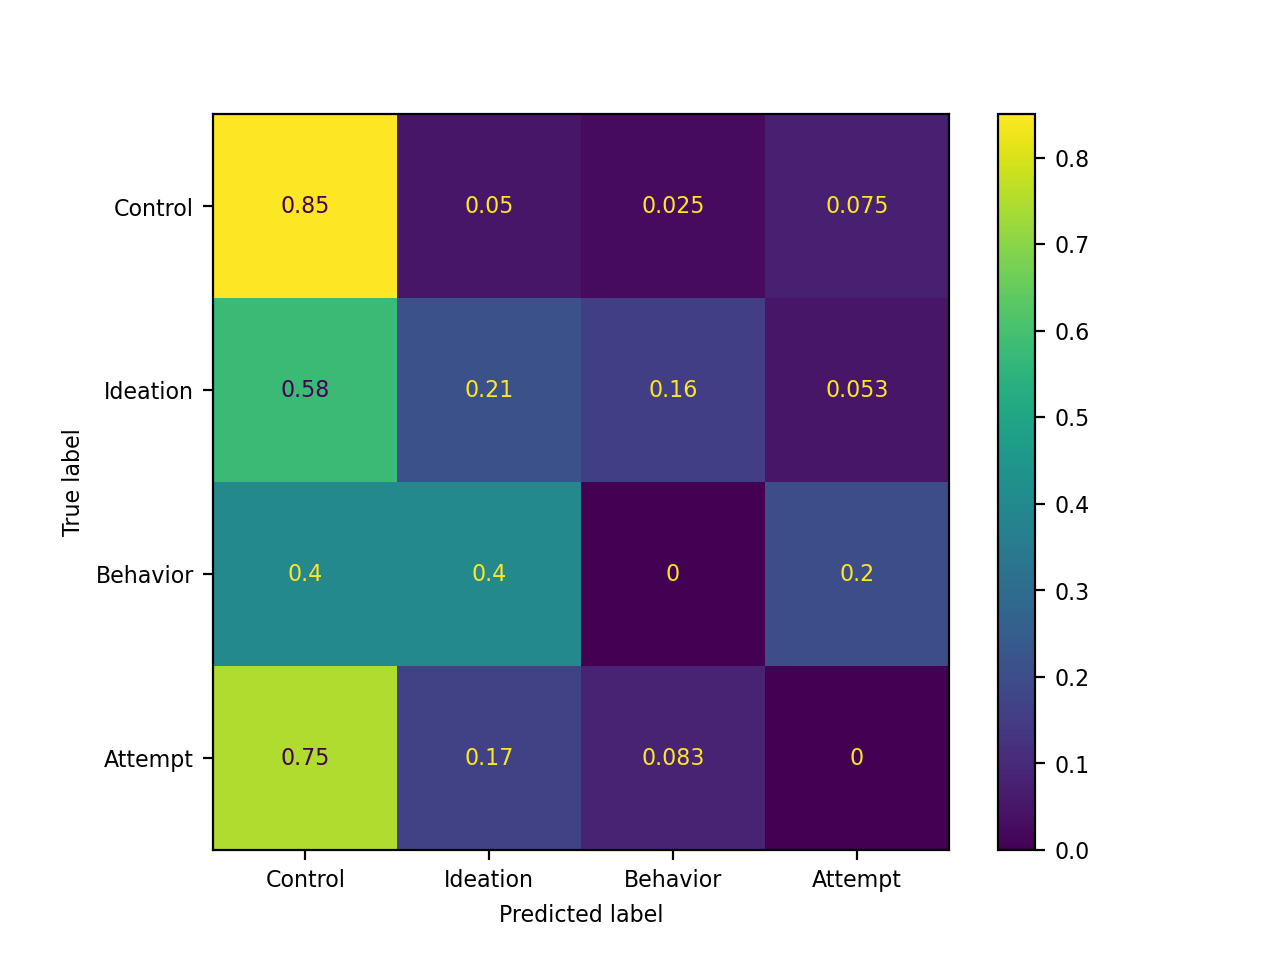 Control 0.85 0.05 0.025 0.075
Ideation 0.58 0.21 0.16 0.053
Behavior 0.4 0.4 0 0.2
Attempt 0.75 0.17 0.083 0
Control Ideation Behavior Attempt
Predicted label
True label
0.8
0.7
0.6
0.5
0.4
0.3
0.2
0.1
0.0